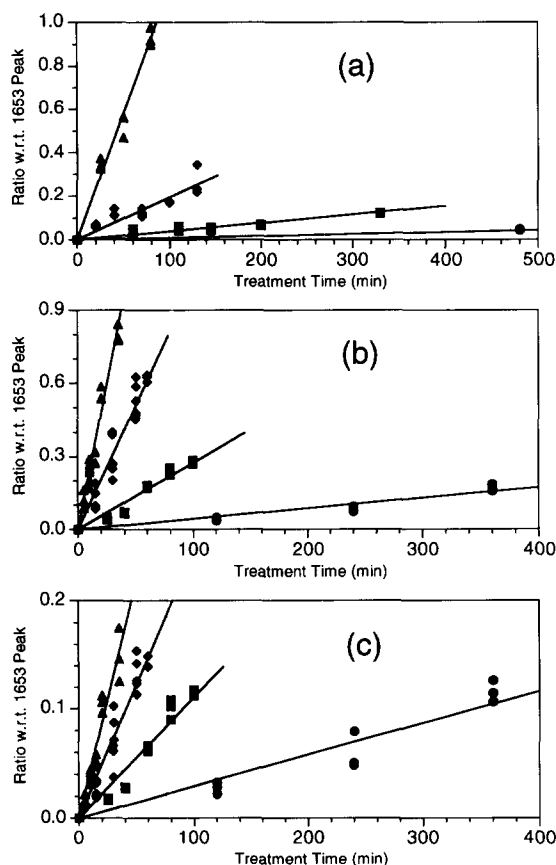 1.0
0.8
0.6
0.4
0.2
0.0
Ratio w.r.t. 1653 Peak
(a)
0 100 200 300 400 500
Treatment Time (min)
0.9
0.6
0.3
0.0
Ratio w.r.t. 1653 Peak
(b)
0 100 200 300 400
Treatment Time (min)
0.2
0.1
0.0
Ratio w.r.t. 1653 Peak
(c)
0 100 200 300 400
Treatment Time (min)